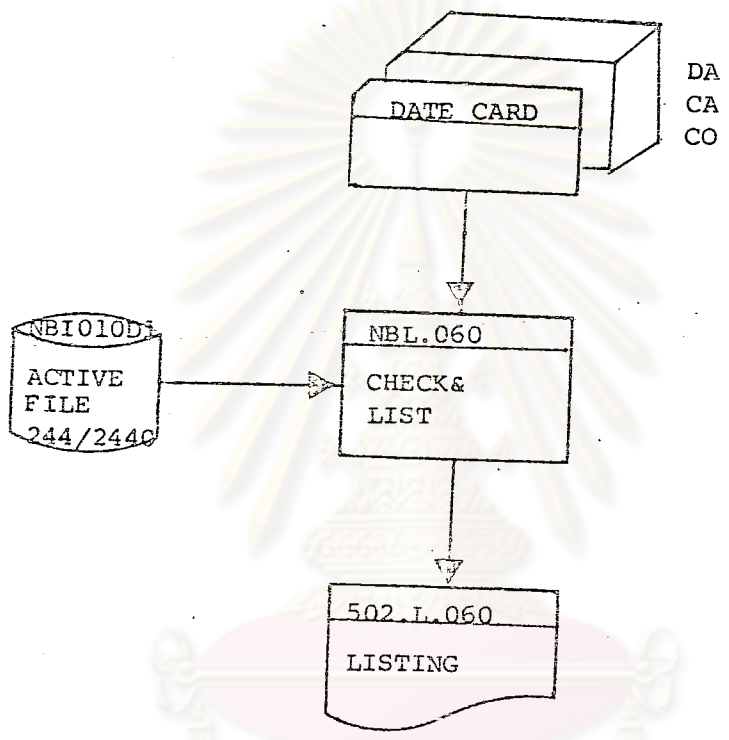 DATE CARD
DA
CA
CO
NBI010D1
ACTIVE
FILE
244/2440
NBL.060
CHECK&
LIST
502.L.060
LISTING